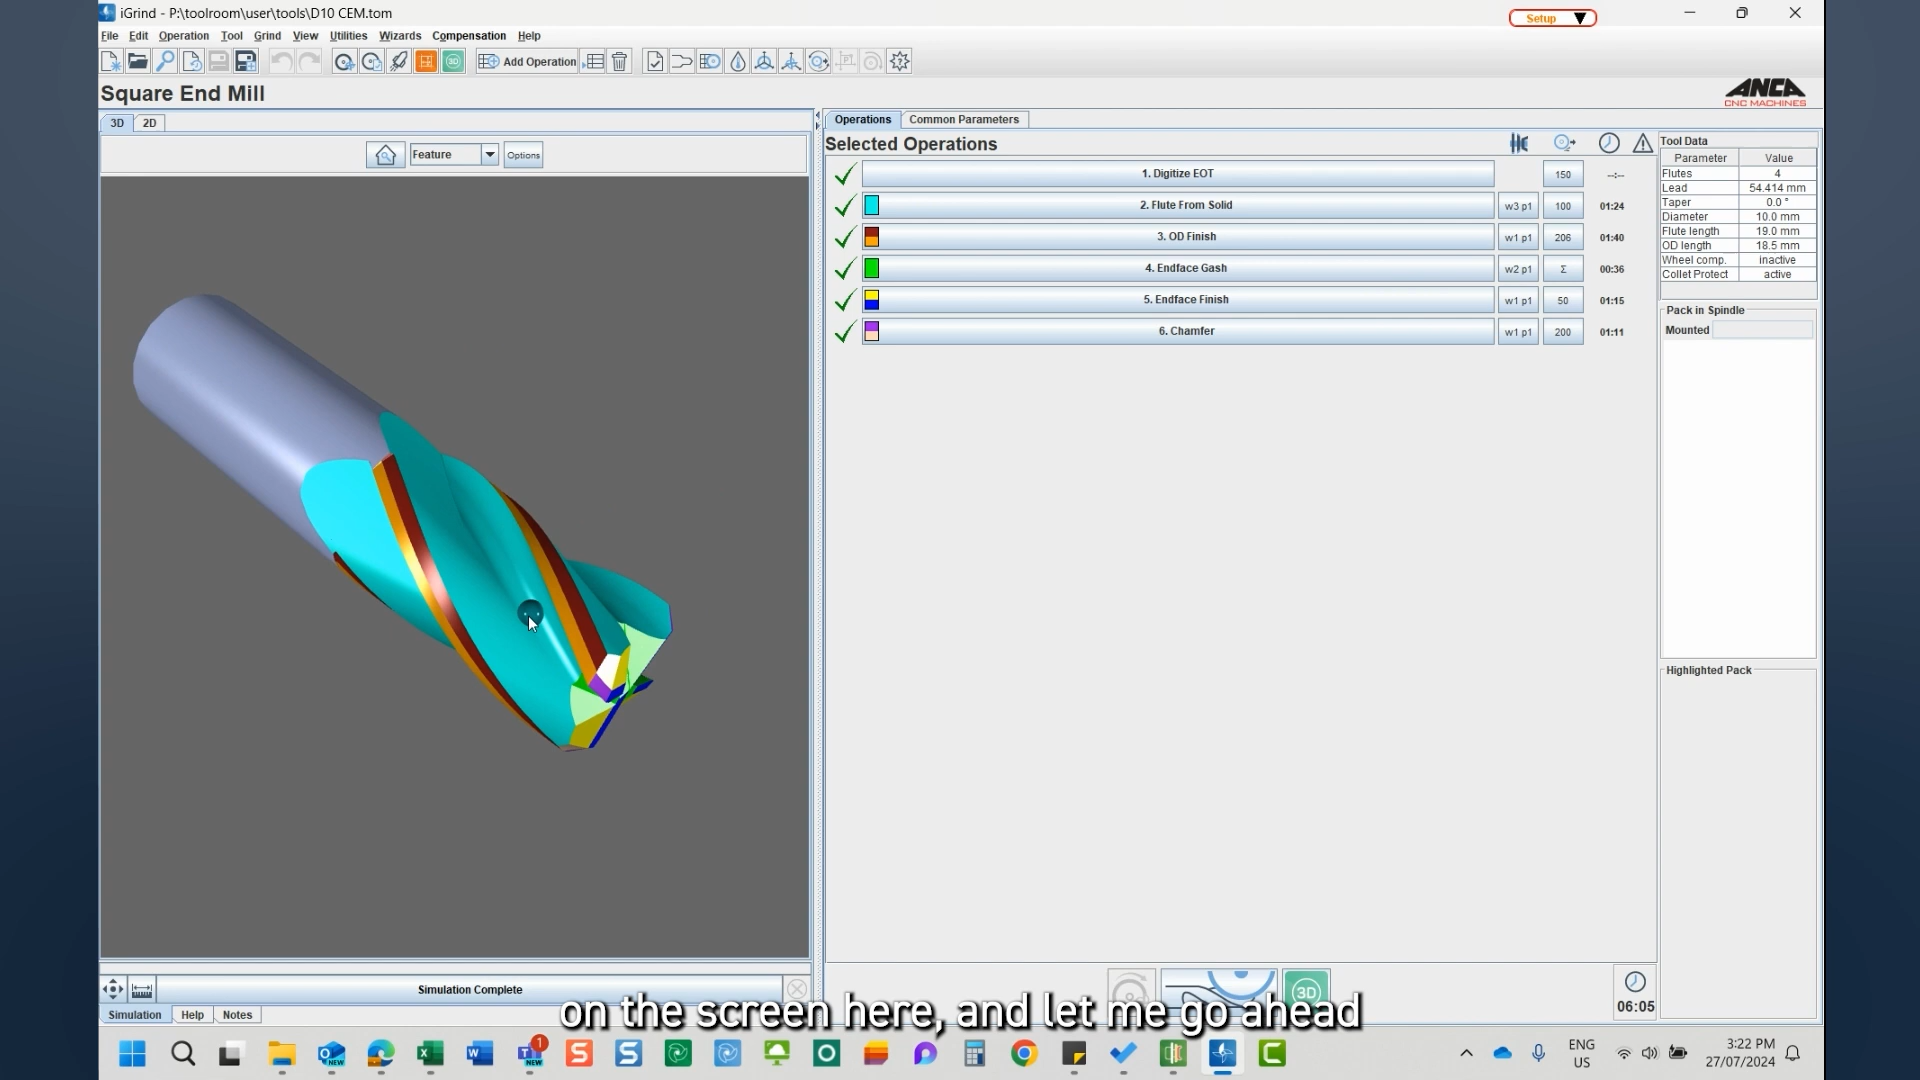 iGrind - P:\toolroom\user\tools\D10 CEM.tom
Setup
File Edit Operation Tool Grind View Utilities Wizards Compensation Help
3D Add Operation
Square End Mill
ANCA
CNC MACHINES
3D 2D
Feature Options
Operations Common Parameters
Selected Operations
1. Digitize EOT 150 --:--
2. Flute From Solid w3 p1 100 01:24
3. OD Finish w1 p1 206 01:40
4. Endface Gash w2 p1 Σ 00:36
5. Endface Finish w1 p1 50 01:15
6. Chamfer w1 p1 200 01:11
Tool Data
Parameter Value
Flutes 4
Lead 54.414 mm
Taper 0.0 °
Diameter 10.0 mm
Flute length 19.0 mm
OD length 18.5 mm
Wheel comp. inactive
Collet Protect active
Pack in Spindle
Mounted
Highlighted Pack
Simulation Complete
3D
06:05
on the screen here, and let me go ahead
Simulation Help Notes
NEW
1
NEW
ENG
US
3:22 PM
27/07/2024